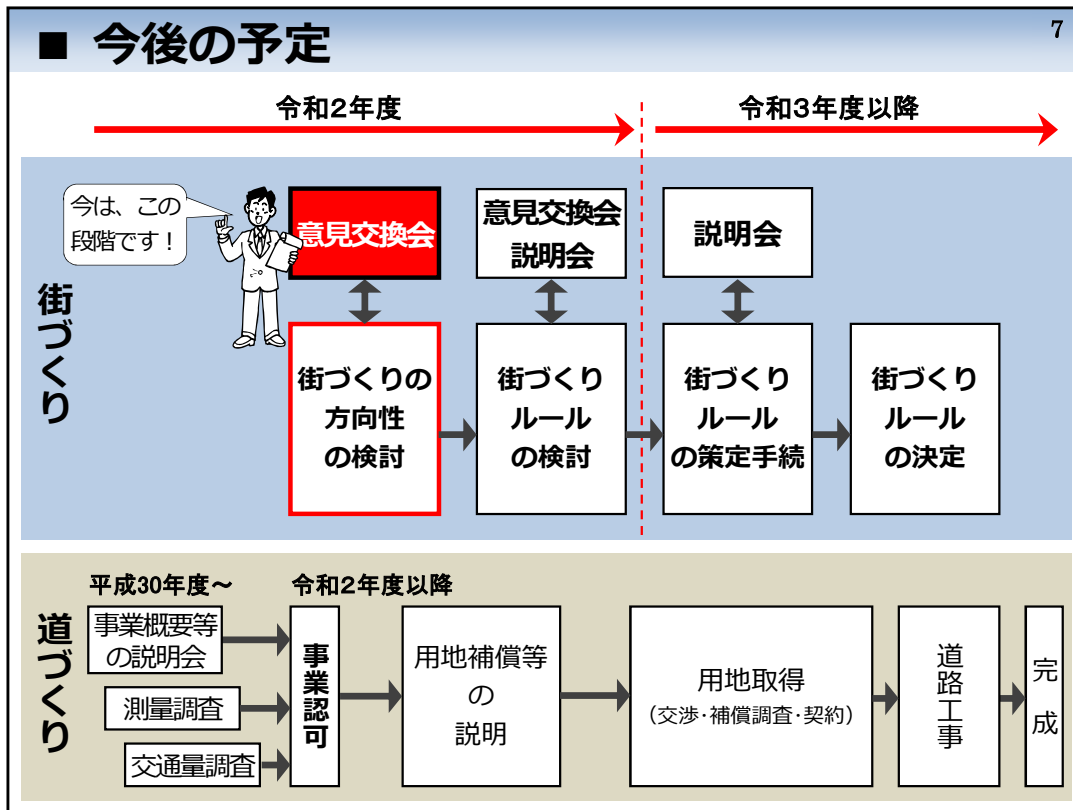 ■ 今後の予定
7
令和2年度
令和3年度以降
街づくり
今は、この
段階です！
意見交換会
意見交換会
説明会
説明会
街づくりの
方向性
の検討
街づくり
ルール
の検討
街づくり
ルール
の策定手続
街づくり
ルール
の決定
道づくり
平成30年度～
令和2年度以降
事業概要等
の説明会
測量調査
交通量調査
事業認可
用地補償等
の
説明
用地取得
（交渉・補償調査・契約）
道路工事
完成